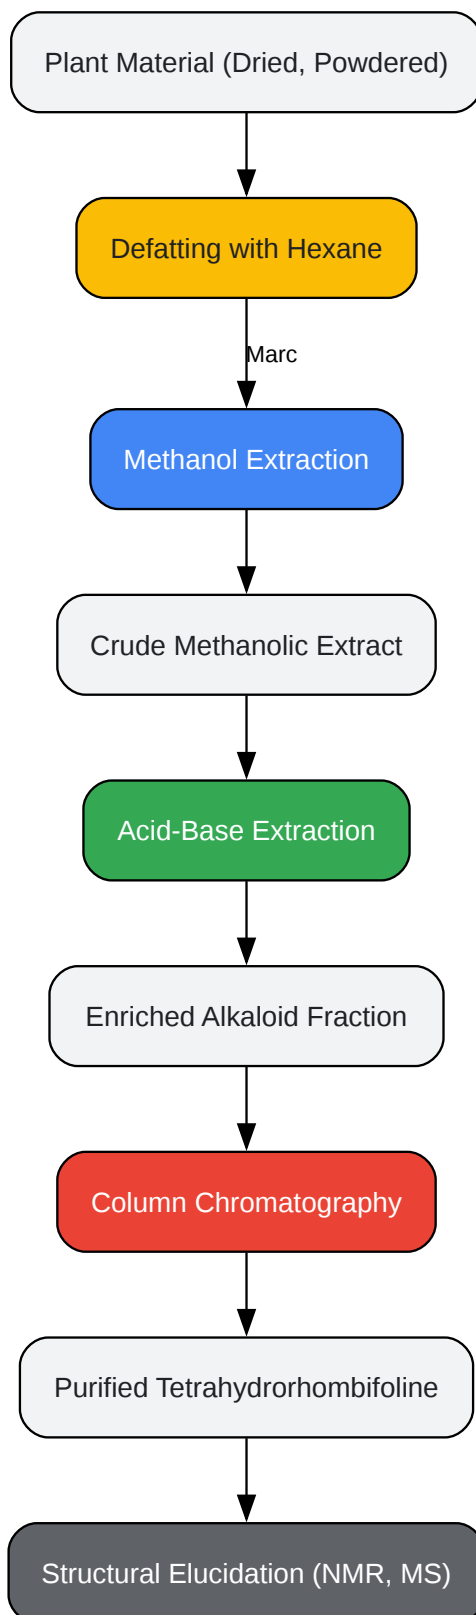 Plant Material (Dried, Powdered)
Defatting with Hexane
Marc
Methanol Extraction
Crude Methanolic Extract
Acid-Base Extraction
Enriched Alkaloid Fraction
Column Chromatography
Purified Tetrahydrorhombifoline
Structural Elucidation (NMR, MS)